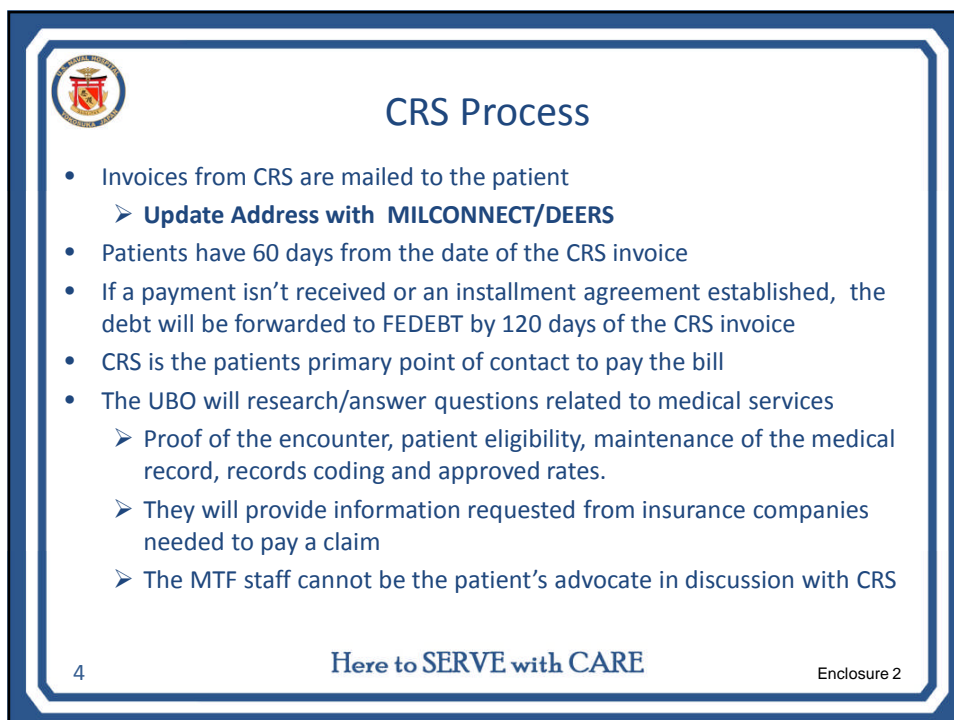 U.S. NAVAL HOSPITAL
YOKOSUKA JAPAN
CRS Process
• Invoices from CRS are mailed to the patient
➢ Update Address with MILCONNECT/DEERS
• Patients have 60 days from the date of the CRS invoice
• If a payment isn’t received or an installment agreement established, the
debt will be forwarded to FEDEBT by 120 days of the CRS invoice
• CRS is the patients primary point of contact to pay the bill
• The UBO will research/answer questions related to medical services
➢ Proof of the encounter, patient eligibility, maintenance of the medical
record, records coding and approved rates.
➢ They will provide information requested from insurance companies
needed to pay a claim
➢ The MTF staff cannot be the patient’s advocate in discussion with CRS
4
Here to SERVE with CARE
Enclosure 2